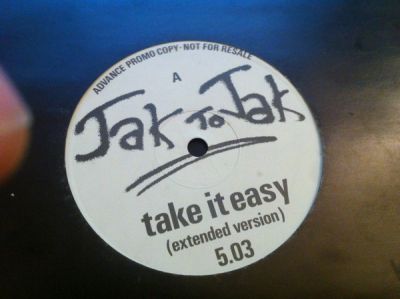 ADVANCE PROMO COPY · NOT FOR RESALE
A
Jak To Jak
take it easy
(extended version)
5.03